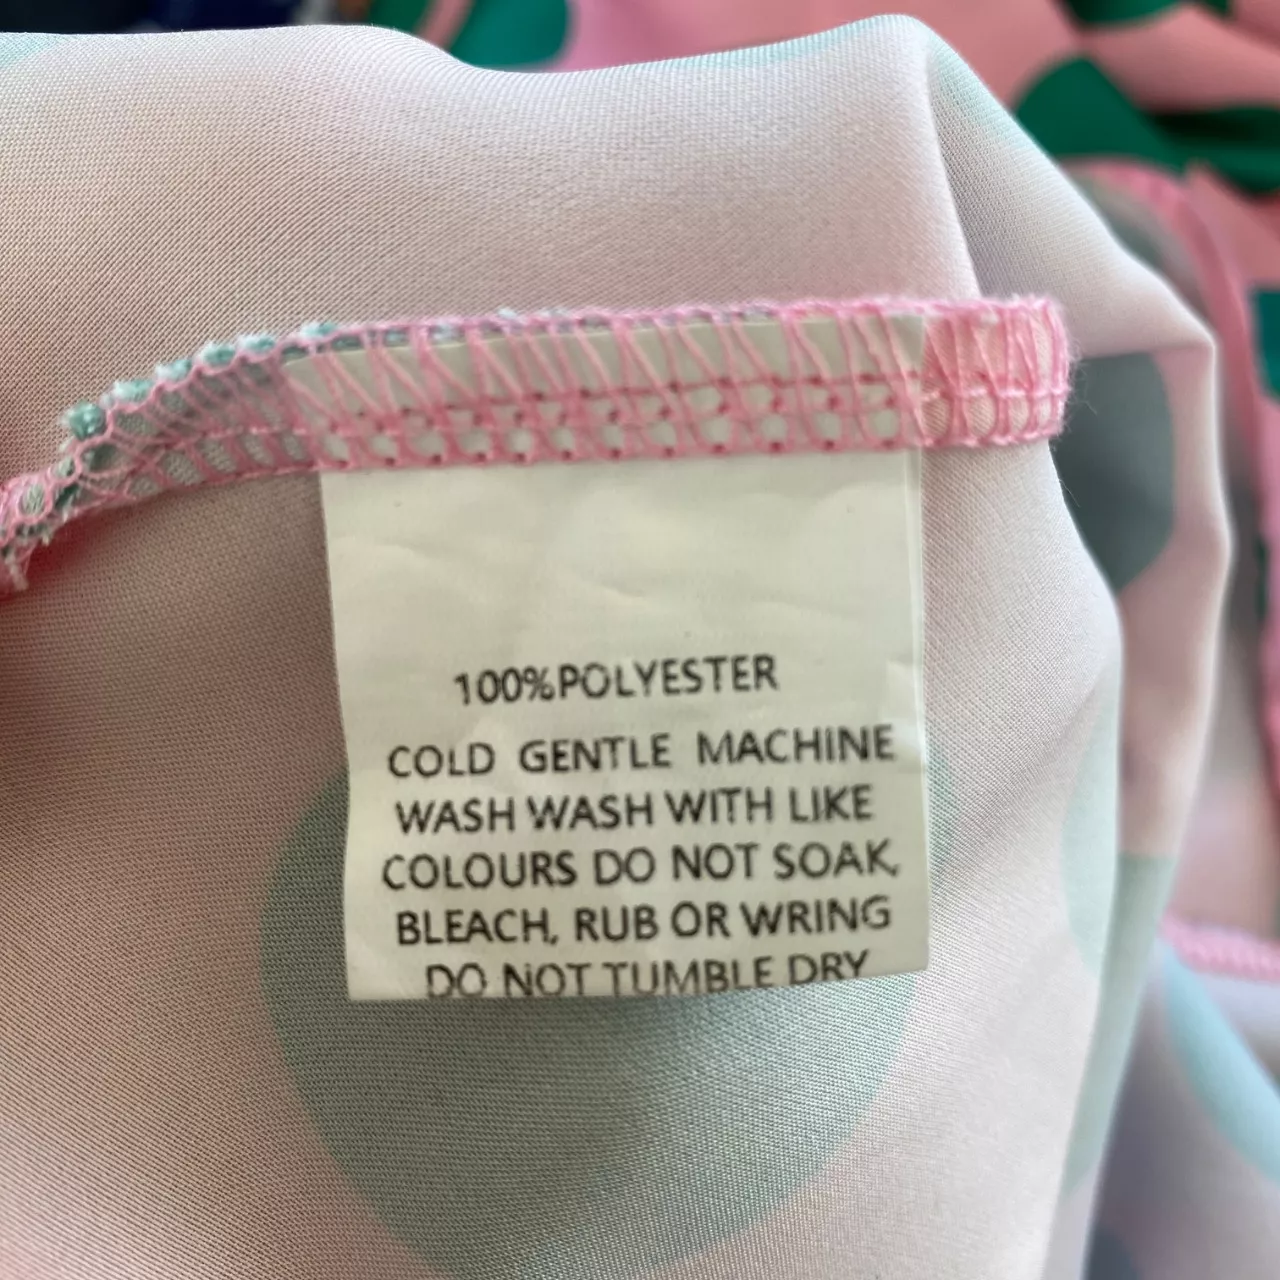 100%POLYESTER
COLD GENTLE MACHINE
WASH WASH WITH LIKE
COLOURS DO NOT SOAK,
BLEACH, RUB OR WRING
DO NOT TUMBLE DRY